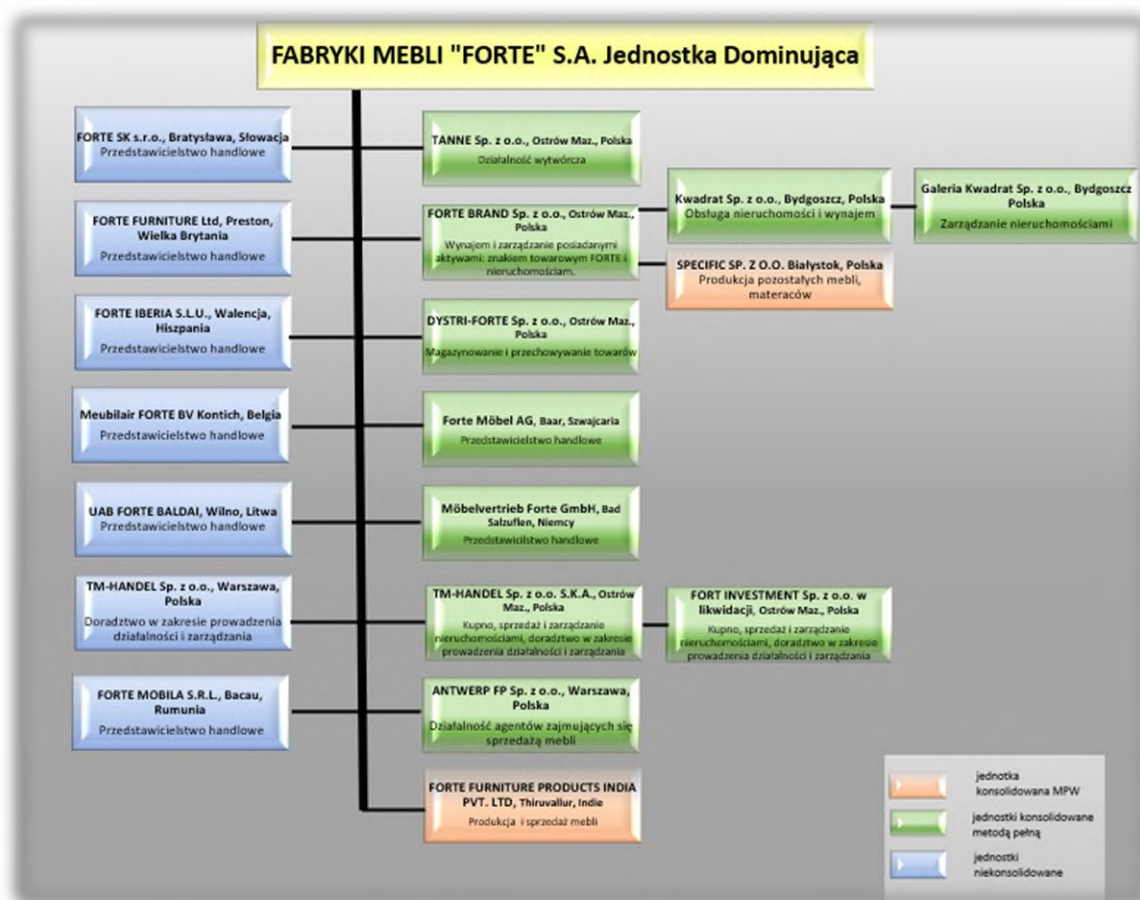 FABRYKI MEBLI "FORTE" S.A. Jednostka Dominująca
FORTE SK s.r.o., Bratysława, Słowacja
Przedstawicielstwo handlowe
FORTE FURNITURE Ltd, Preston,
Wielka Brytania
Przedstawicielstwo handlowe
FORTE IBERIA S.L.U., Walencja,
Hiszpania
Przedstawicielstwo handlowe
Meubilair FORTE BV Kontich, Belgia
Przedstawicielstwo handlowe
UAB FORTE BALDAI, Wilno, Litwa
Przedstawicielstwo handlowe
TM-HANDEL Sp. z o.o., Warszawa,
Polska
Doradztwo w zakresie prowadzenia
działalności i zarządzania
FORTE MOBILA S.R.L., Bacau,
Rumunia
Przedstawicielstwo handlowe
TANNE Sp. z o.o., Ostrów Maz., Polska
Działalność wytwórcza
FORTE BRAND Sp. z o.o., Ostrów Maz.,
Polska
Wynajem i zarządzanie posiadanymi
aktywami: znakiem towarowym FORTE i
nieruchomościam.
DYSTRI-FORTE Sp. z o.o., Ostrów Maz.,
Polska
Magazynowanie i przechowywanie towarów
Forte Möbel AG, Baar, Szwajcaria
Przedstawicielstwo handlowe
Möbelvertrieb Forte GmbH, Bad
Salzuflen, Niemcy
Przedstawicilstwo handlowe
TM-HANDEL Sp. z o.o. S.K.A., Ostrów
Maz., Polska
Kupno, sprzedaż i zarządzanie
nieruchomościami, doradztwo w zakresie
prowadzenia działalności i zarządzania
ANTWERP FP Sp. z o.o., Warszawa,
Polska
Działalność agentów zajmujących się
sprzedażą mebli
FORTE FURNITURE PRODUCTS INDIA
PVT. LTD, Thiruvallur, Indie
Produkcja i sprzedaż mebli
Kwadrat Sp. z o.o., Bydgoszcz, Polska
Obsługa nieruchomości i wynajem
SPECIFIC SP. Z O.O. Białystok, Polska
Produkcja pozostałych mebli,
materaców
FORT INVESTMENT Sp. z o.o. w
likwidacji, Ostrów Maz., Polska
Kupno, sprzedaż i zarządzanie
nieruchomościami, doradztwo w zakresie
prowadzenia działalności i zarządzania
Galeria Kwadrat Sp. z o.o., Bydgoszcz
Polska
Zarządzanie nieruchomościami
jednotka
konsolidowana MPW
jednostki konsolidowane
metodą pełną
jednostki
niekonsolidowane